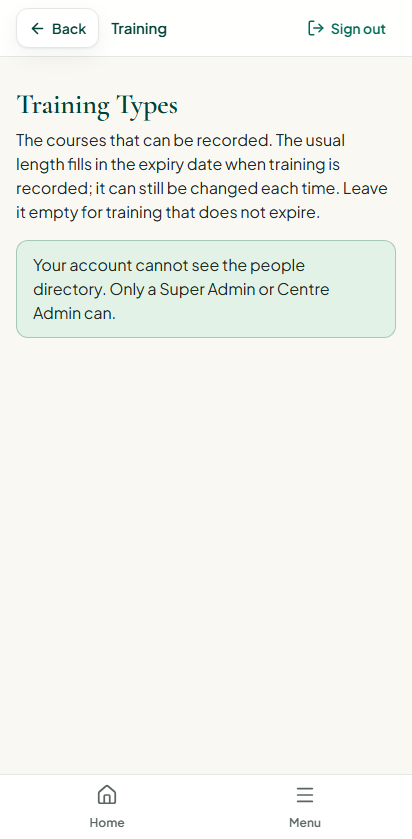 Back
Training
Sign out
Training Types
The courses that can be recorded. The usual
length fills in the expiry date when training is
recorded; it can still be changed each time. Leave
it empty for training that does not expire.
Your account cannot see the people
directory. Only a Super Admin or Centre
Admin can.
Home
Menu